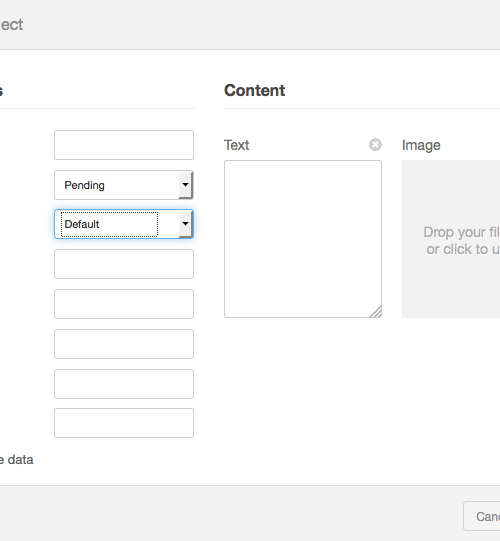 ect
s
Content
Text
Image
Pending
Default
Drop your fil
or click to u
e data
Canc